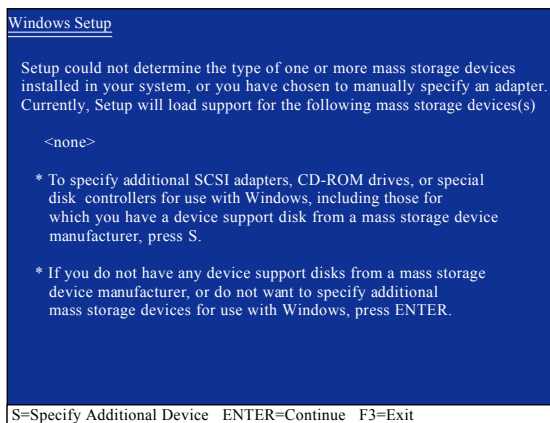 Windows Setup
Setup could not determine the type of one or more mass storage devices
installed in your system, or you have chosen to manually specify an adapter.
Currently, Setup will load support for the following mass storage devices(s)
<none>
* To specify additional SCSI adapters, CD-ROM drives, or special
disk controllers for use with Windows, including those for
which you have a device support disk from a mass storage device
manufacturer, press S.
* If you do not have any device support disks from a mass storage
device manufacturer, or do not want to specify additional
mass storage devices for use with Windows, press ENTER.
S=Specify Additional Device ENTER=Continue F3=Exit